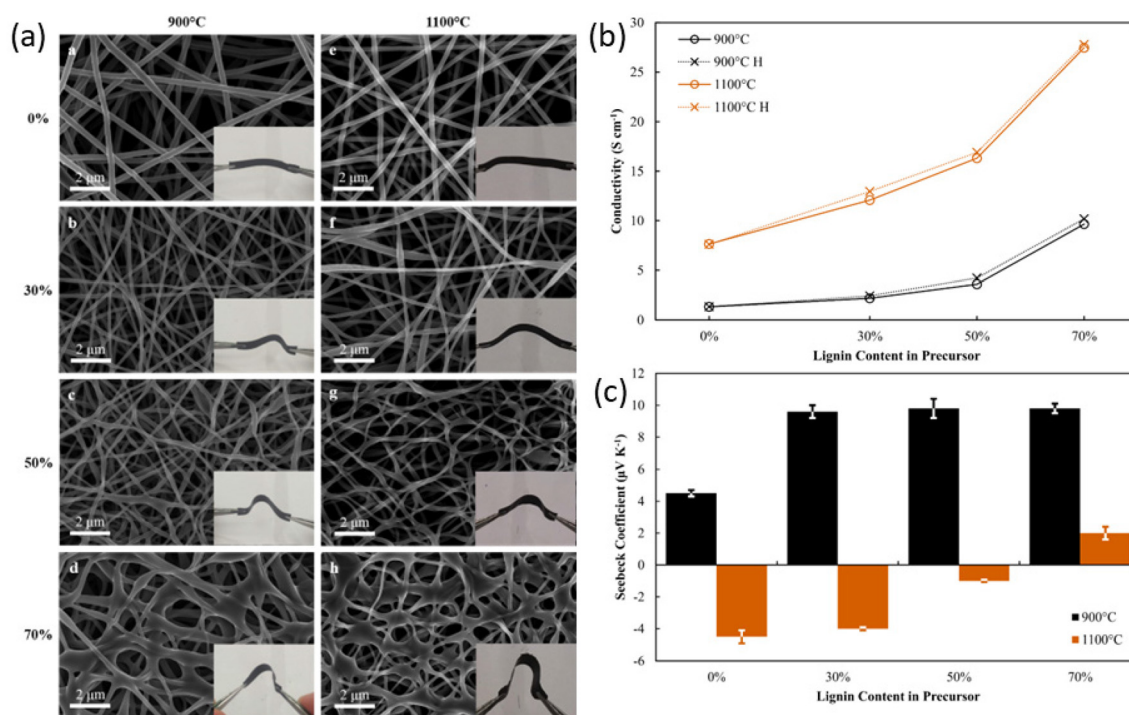 (a)
900°C
1100°C
0%
a
2 μm
e
2 μm
30%
b
2 μm
f
2 μm
50%
c
2 μm
g
2 μm
70%
d
2 μm
h
2 μm
(b)
Conductivity (S cm⁻¹)
30
25
20
15
10
5
0
900°C
900°C H
1100°C
1100°C H
0%
30%
50%
70%
Lignin Content in Precursor
(c)
Seebeck Coefficient (μV K⁻¹)
12
10
8
6
4
2
0
-2
-4
-6
900°C
1100°C
0%
30%
50%
70%
Lignin Content in Precursor